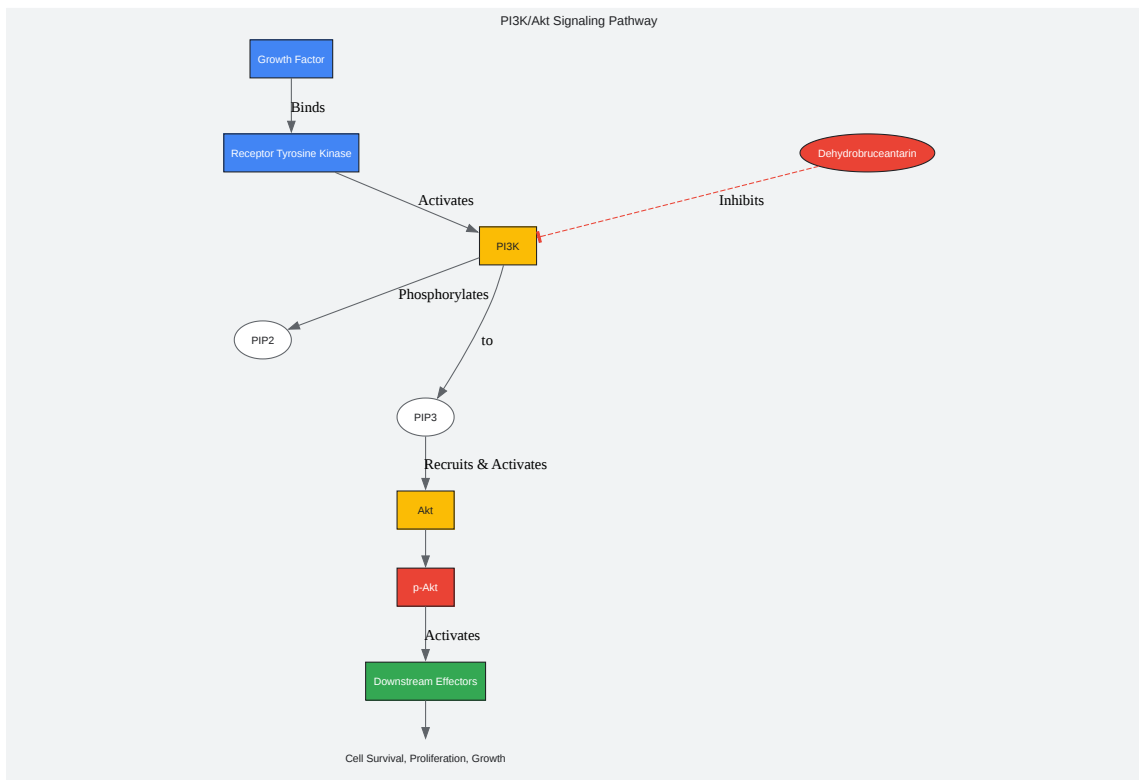 PI3K/Akt Signaling Pathway
Growth Factor
Binds
Receptor Tyrosine Kinase
Dehydrobruceantarin
Activates
Inhibits
PI3K
Phosphorylates
PIP2
to
PIP3
Recruits & Activates
Akt
p-Akt
Activates
Downstream Effectors
Cell Survival, Proliferation, Growth